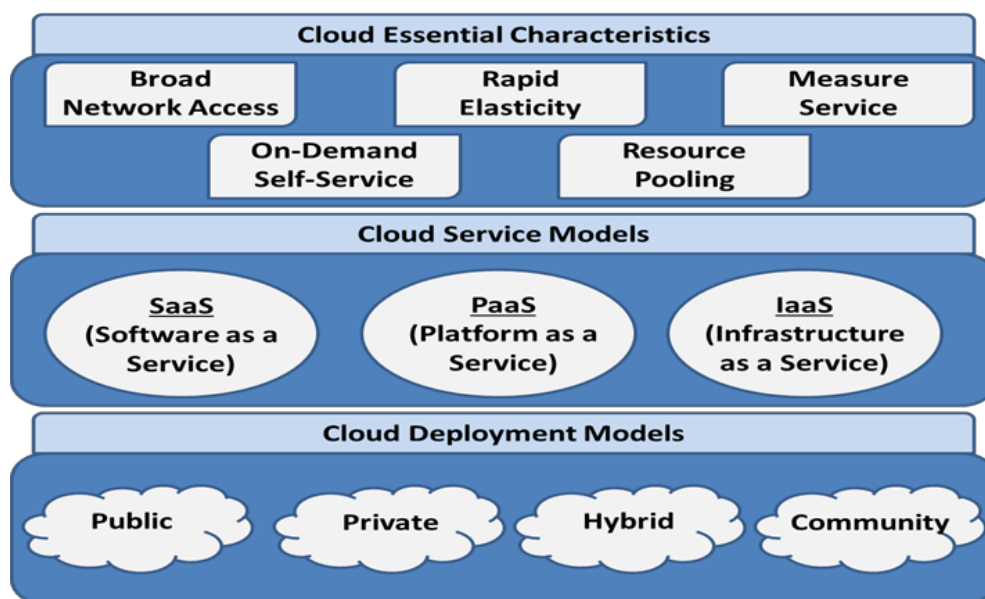 Cloud Essential Characteristics
Broad
Network Access
Rapid
Elasticity
Measure
Service
On-Demand
Self-Service
Resource
Pooling
Cloud Service Models
SaaS
(Software as a
Service)
PaaS
(Platform as a
Service)
IaaS
(Infrastructure
as a Service)
Cloud Deployment Models
Public
Private
Hybrid
Community